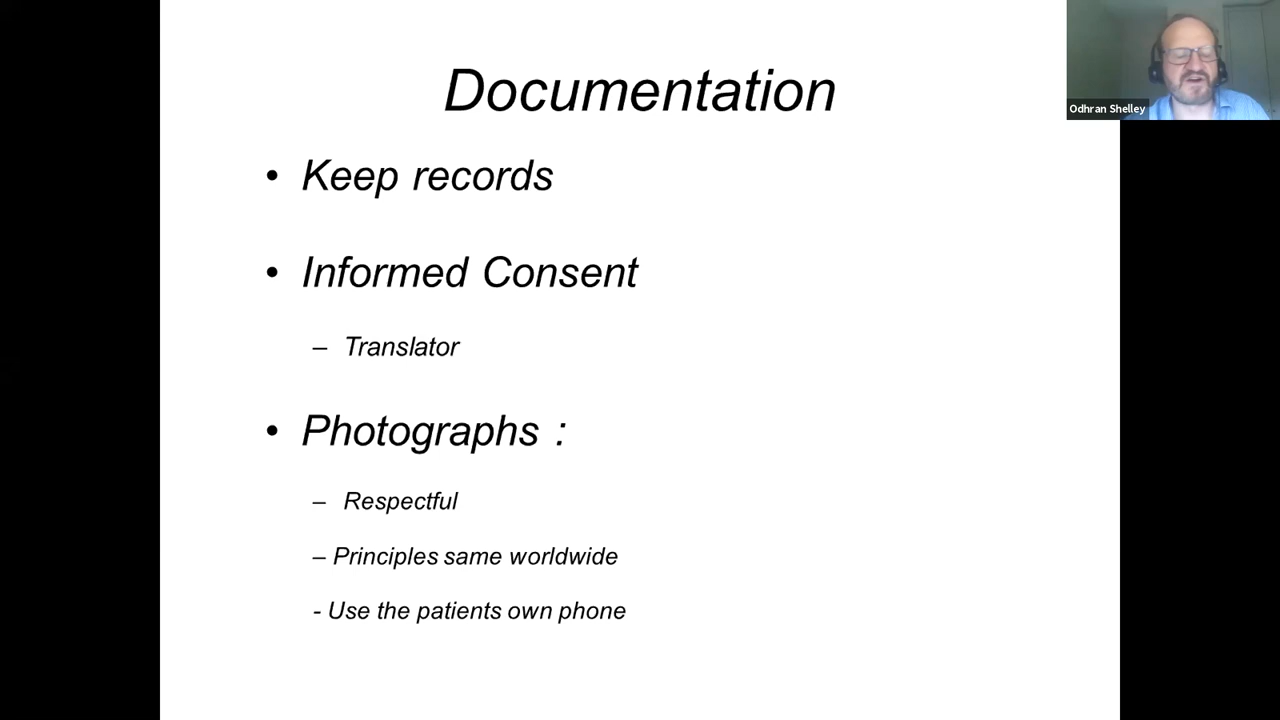 Documentation
• Keep records
• Informed Consent
– Translator
• Photographs :
– Respectful
– Principles same worldwide
- Use the patients own phone
Odhran Shelley